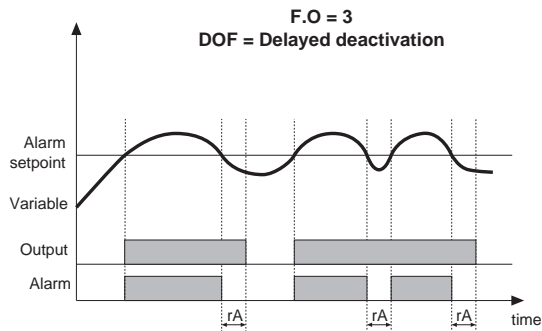 F.O = 3
DOF = Delayed deactivation
Alarm
setpoint
Variable
Output
Alarm
rA
rA
rA
time